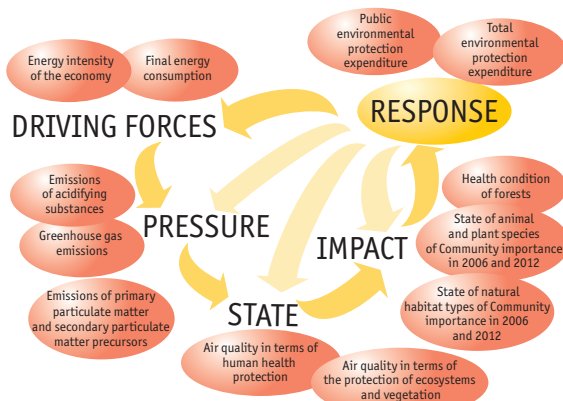 Public
environmental
protection
expenditure
Total
environmental
protection
expenditure
Energy intensity
of the economy
Final energy
consumption
RESPONSE
DRIVING FORCES
Emissions
of acidifying
substances
Health condition
of forests
PRESSURE
Greenhouse gas
emissions
State of animal
and plant species
of Community importance
in 2006 and 2012
IMPACT
Emissions of primary
particulate matter
and secondary particulate
matter precursors
State of natural
habitat types of Community
importance in 2006
and 2012
STATE
Air quality in terms of
human health
protection
Air quality in terms of
the protection of ecosystems
and vegetation